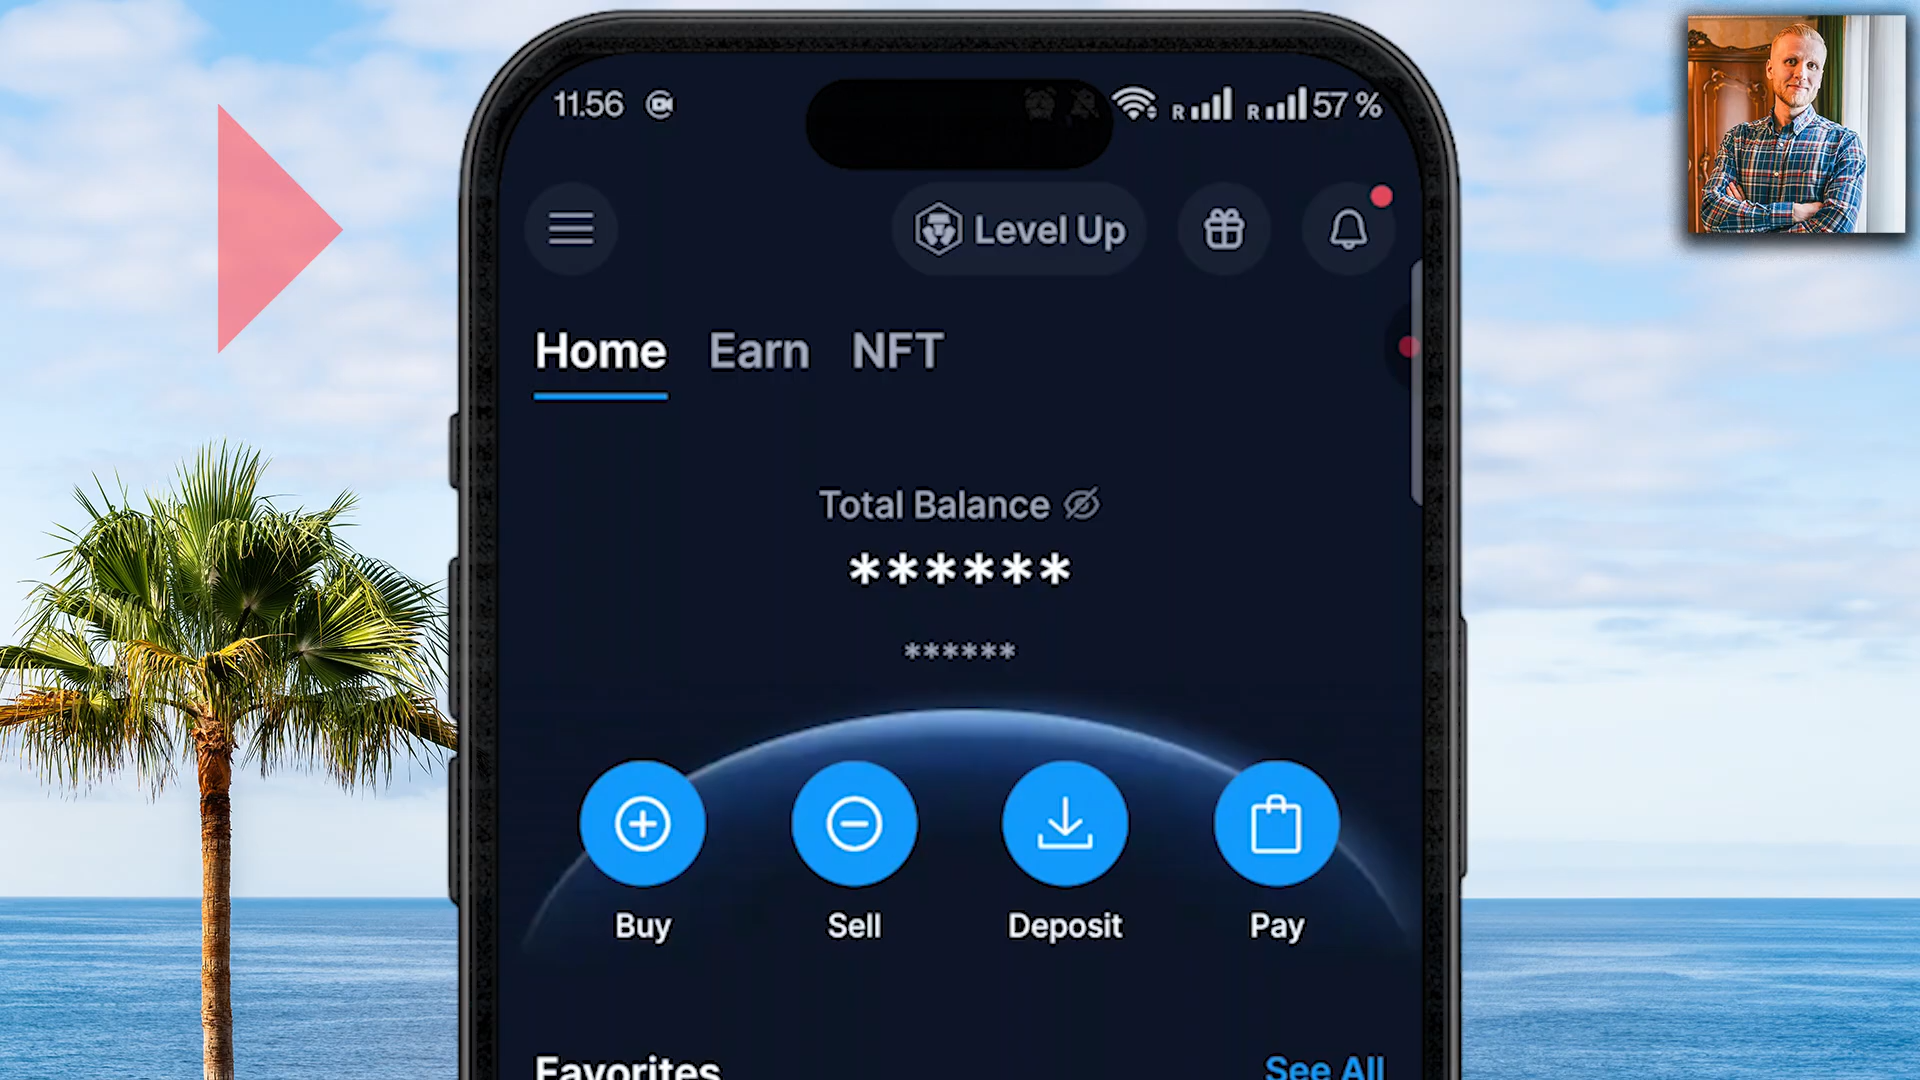 11.56 R R 57 %
Level Up
Home Earn NFT
Total Balance
******
******
Buy Sell Deposit Pay
Favorites See All